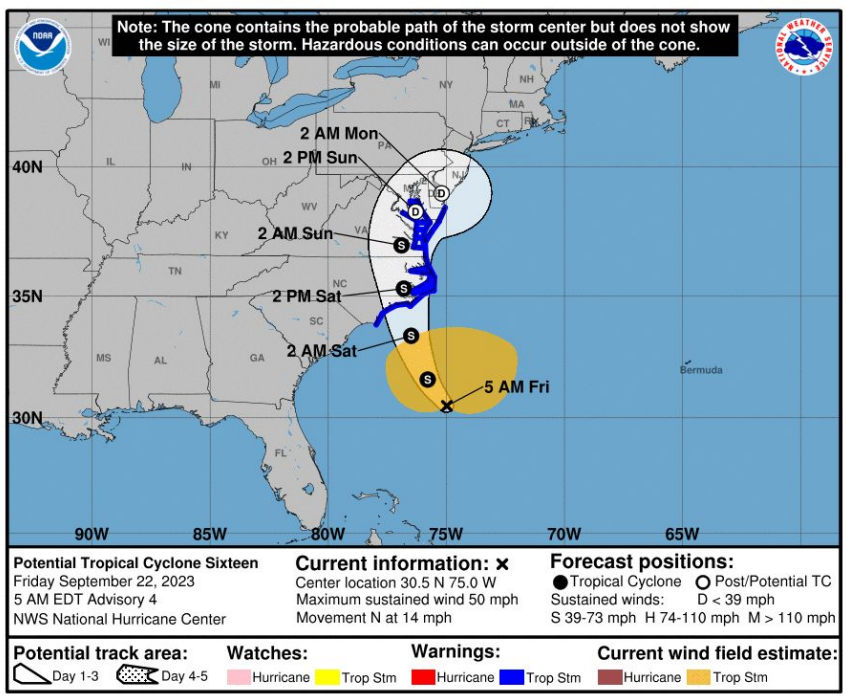 Note: The cone contains the probable path of the storm center but does not show
the size of the storm. Hazardous conditions can occur outside of the cone.
NOAA
NATIONAL WEATHER SERVICE
WI
MI
NY
NH
MA
CT
RI
2 AM Mon
PA
40N
IL
IN
OH
2 PM Sun
NJ
WV
VA
2 AM Sun
S
D
D
KY
TN
NC
35N
2 PM Sat
S
SC
2 AM Sat
S
MS
AL
GA
Bermuda
S
5 AM Fri
30N
FL
90W 85W 80W 75W 70W 65W
Potential Tropical Cyclone Sixteen
Friday September 22, 2023
5 AM EDT Advisory 4
NWS National Hurricane Center
Current information: x
Center location 30.5 N 75.0 W
Maximum sustained wind 50 mph
Movement N at 14 mph
Forecast positions:
Tropical Cyclone Post/Potential TC
Sustained winds: D < 39 mph
S 39-73 mph H 74-110 mph M > 110 mph
Potential track area:
Day 1-3 Day 4-5
Watches:
Hurricane Trop Stm
Warnings:
Hurricane Trop Stm
Current wind field estimate:
Hurricane Trop Stm